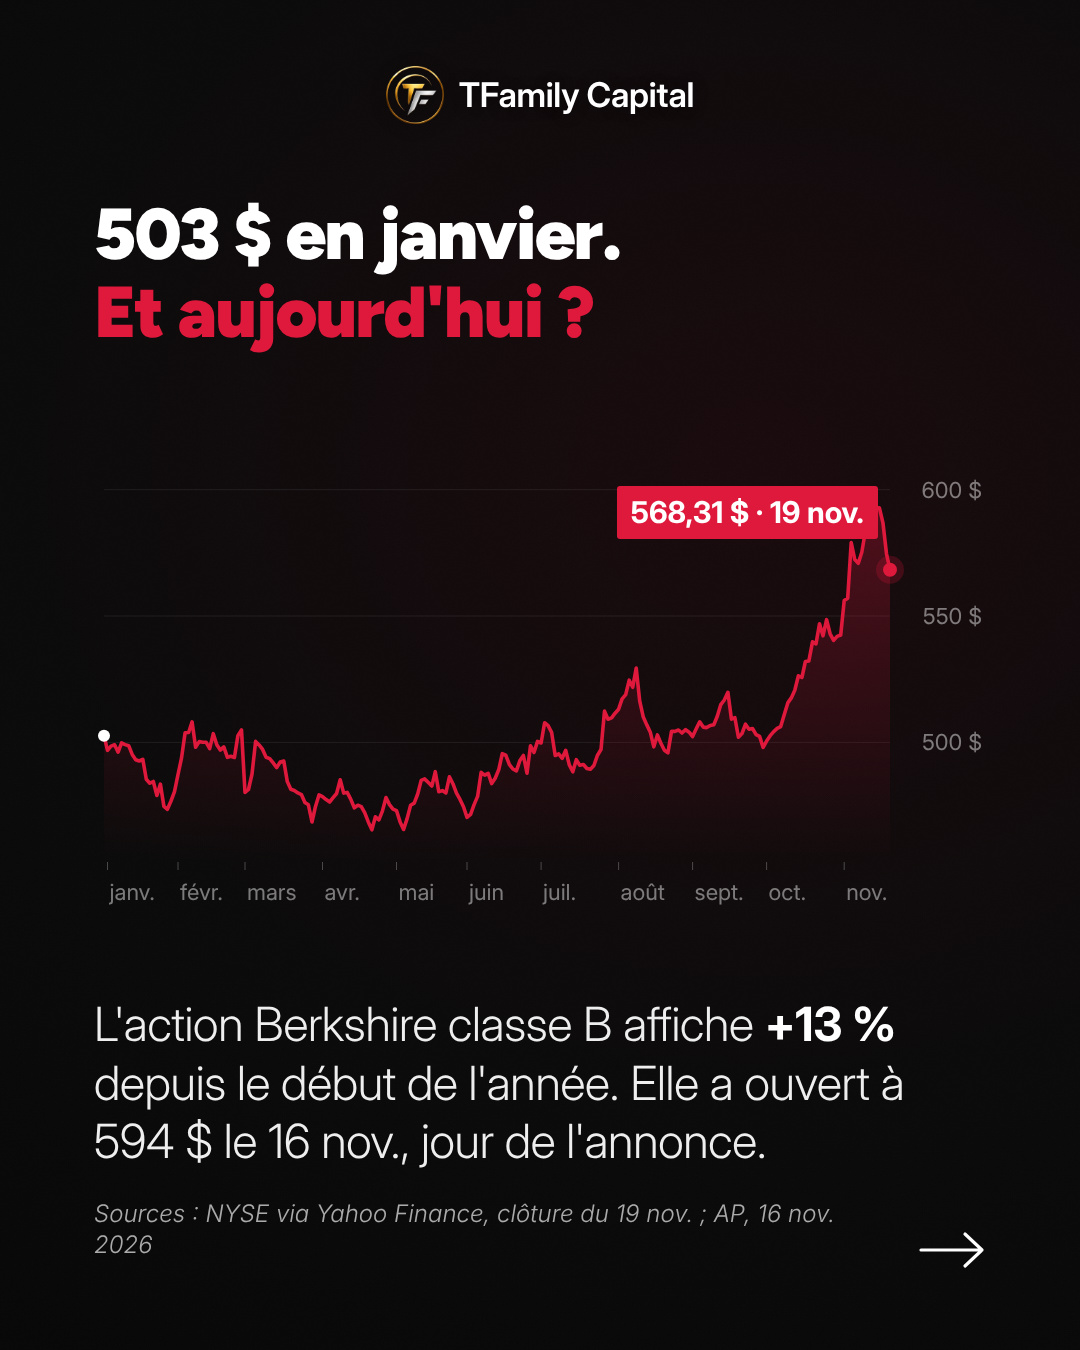 TF TFamily Capital
503 $ en janvier.
Et aujourd'hui ?
600 $
568,31 $ · 19 nov.
550 $
500 $
janv. févr. mars avr. mai juin juil. août sept. oct. nov.
L'action Berkshire classe B affiche +13 %
depuis le début de l'année. Elle a ouvert à
594 $ le 16 nov., jour de l'annonce.
Sources : NYSE via Yahoo Finance, clôture du 19 nov. ; AP, 16 nov.
2026